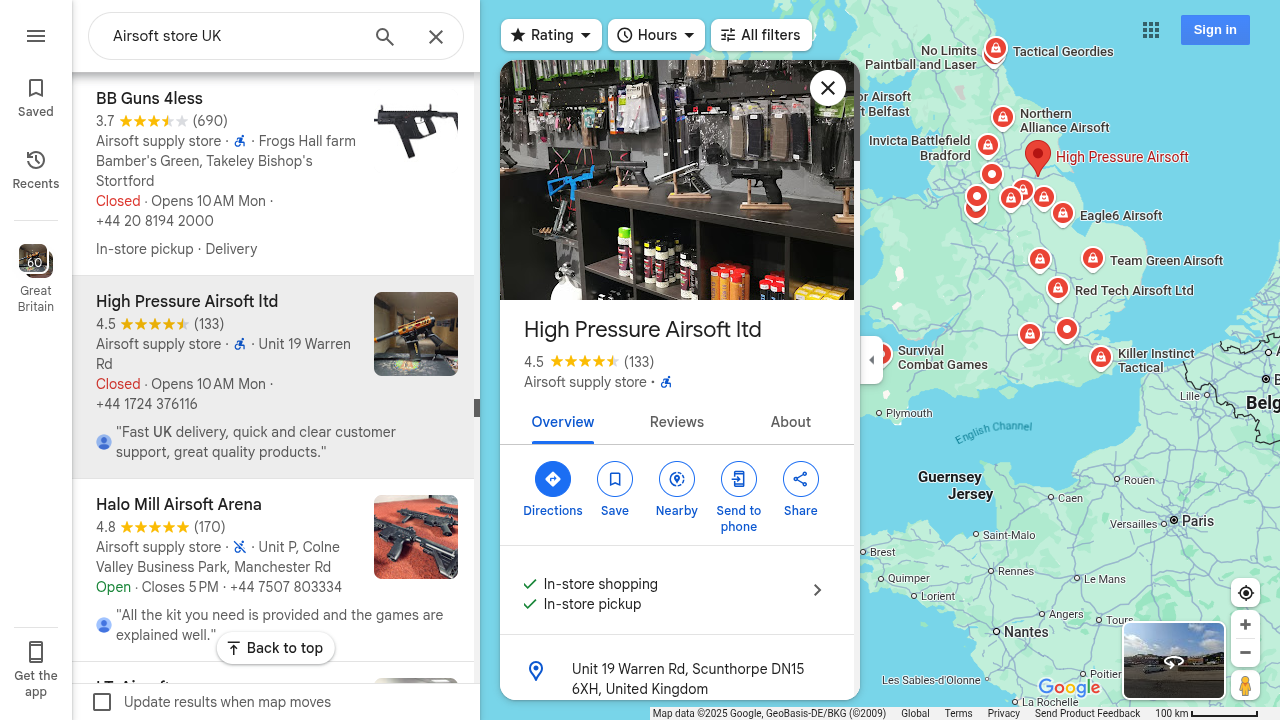 Airsoft store UK
Saved
Recents
60
Great
Britain
Get the
app
BB Guns 4less
3.7 (690)
Airsoft supply store · · Frogs Hall farm
Bamber's Green, Takeley Bishop's
Stortford
Closed · Opens 10 AM Mon ·
+44 20 8194 2000
In-store pickup · Delivery
High Pressure Airsoft ltd
4.5 (133)
Airsoft supply store · · Unit 19 Warren
Rd
Closed · Opens 10 AM Mon ·
+44 1724 376116
"Fast UK delivery, quick and clear customer
support, great quality products."
Halo Mill Airsoft Arena
4.8 (170)
Airsoft supply store · · Unit P, Colne
Valley Business Park, Manchester Rd
Open · Closes 5 PM · +44 7507 803334
"All the kit you need is provided and the games are
explained well."
Back to top
Update results when map moves
Rating
Hours
All filters
Sign in
High Pressure Airsoft ltd
4.5 (133)
Airsoft supply store ·
Overview
Reviews
About
Directions
Save
Nearby
Send to
phone
Share
In-store shopping
In-store pickup
Unit 19 Warren Rd, Scunthorpe DN15
6XH, United Kingdom
No Limits
Paintball and Laser
Tactical Geordies
or Airsoft
t Belfast
Northern
Alliance Airsoft
Invicta Battlefield
Bradford
High Pressure Airsoft
Eagle6 Airsoft
Team Green Airsoft
Red Tech Airsoft Ltd
Survival
Combat Games
Killer Instinct
Tactical
Lille
Belg
Plymouth
English Channel
Guernsey
Jersey
Rouen
Caen
Versailles
Paris
Saint-Malo
Brest
Rennes
Quimper
Le Mans
Lorient
Angers
Tours
Nantes
Poitier
Les Sables-d'Olonne
La Rochelle
Google
Map data ©2025 Google, GeoBasis-DE/BKG (©2009)
Global
Terms
Privacy
Send Product Feedback
100 km